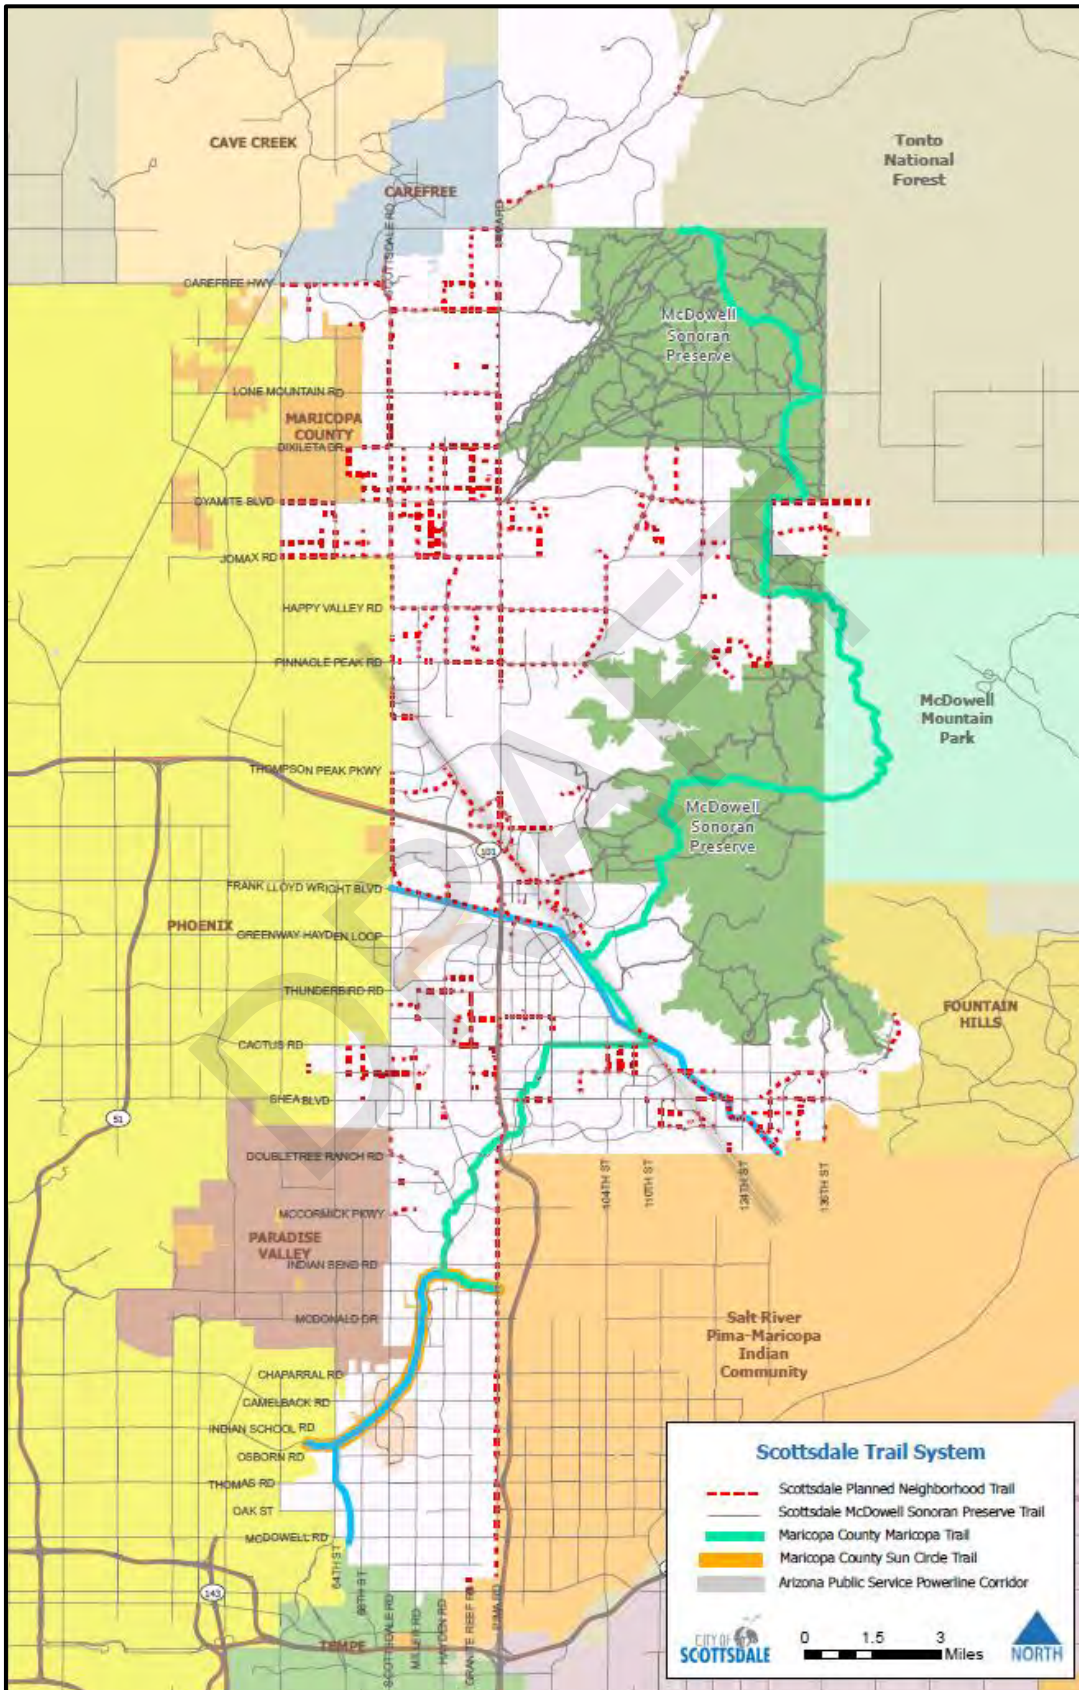 CAVE CREEK
Tonto
National
Forest
CAREFREE
SCOTTSDALE RD
CAREFREE HWY
McDowell
Sonoran
Preserve
LONE MOUNTAIN RD
MARICOPA
COUNTY
DIXILETA DR
DYAMITE BLVD
JOMAX RD
HAPPY VALLEY RD
PINNACLE PEAK RD
McDowell
Mountain
Park
THOMPSON PEAK PKWY
McDowell
Sonoran
Preserve
101
FRANK LLOYD WRIGHT BLVD
PHOENIX
GREENWAY-HAYDEN LOOP
THUNDERBIRD RD
FOUNTAIN
HILLS
CACTUS RD
SHEA BLVD
51
DOUBLETREE RANCH RD
104TH ST
110TH ST
124TH ST
136TH ST
MCCORMICK PKWY
PARADISE
VALLEY
INDIAN BEND RD
MCDONALD DR
Salt River
Pima-Maricopa
Indian
Community
CHAPARRAL RD
CAMELBACK RD
INDIAN SCHOOL RD
OSBORN RD
THOMAS RD
OAK ST
MCDOWELL RD
143
64TH ST
68TH ST
SCOTTSDALE RD
MILLER RD
HAYDEN RD
GRANITE REEF RD
PIMA RD
TEMPE
DRAFT
Scottsdale Trail System
Scottsdale Planned Neighborhood Trail
Scottsdale McDowell Sonoran Preserve Trail
Maricopa County Maricopa Trail
Maricopa County Sun Circle Trail
Arizona Public Service Powerline Corridor
CITY OF
SCOTTSDALE
0 1.5 3
Miles
NORTH